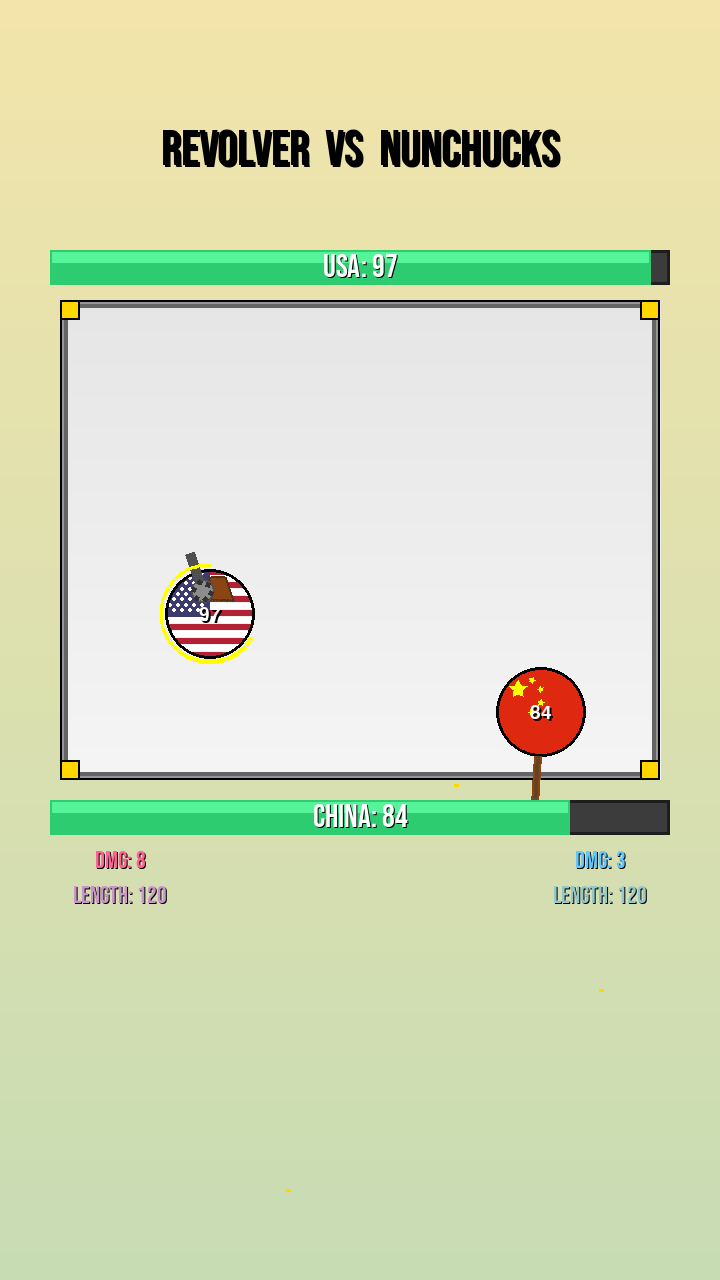 REVOLVER VS NUNCHUCKS
USA: 97
97
84
CHINA: 84
DMG: 8
DMG: 3
LENGTH: 120
LENGTH: 120